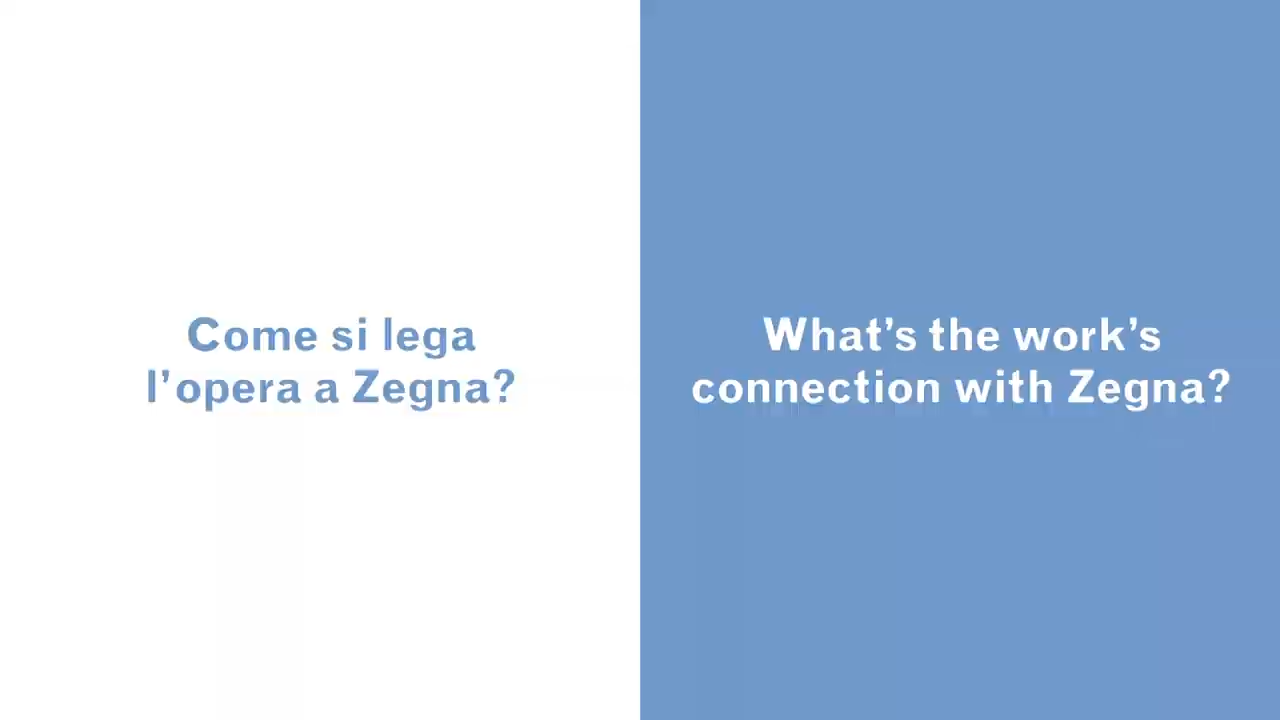 Come si lega
l’opera a Zegna?
What’s the work’s
connection with Zegna?